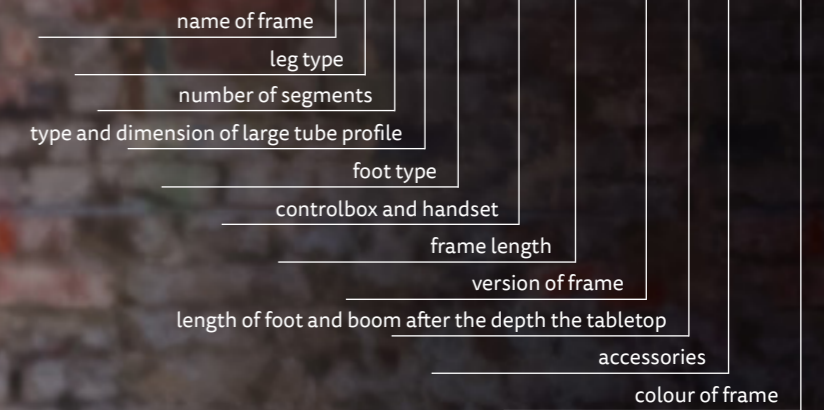 name of frame
leg type
number of segments
type and dimension of large tube profile
foot type
controlbox and handset
frame length
version of frame
length of foot and boom after the depth the tabletop
accessories
colour of frame